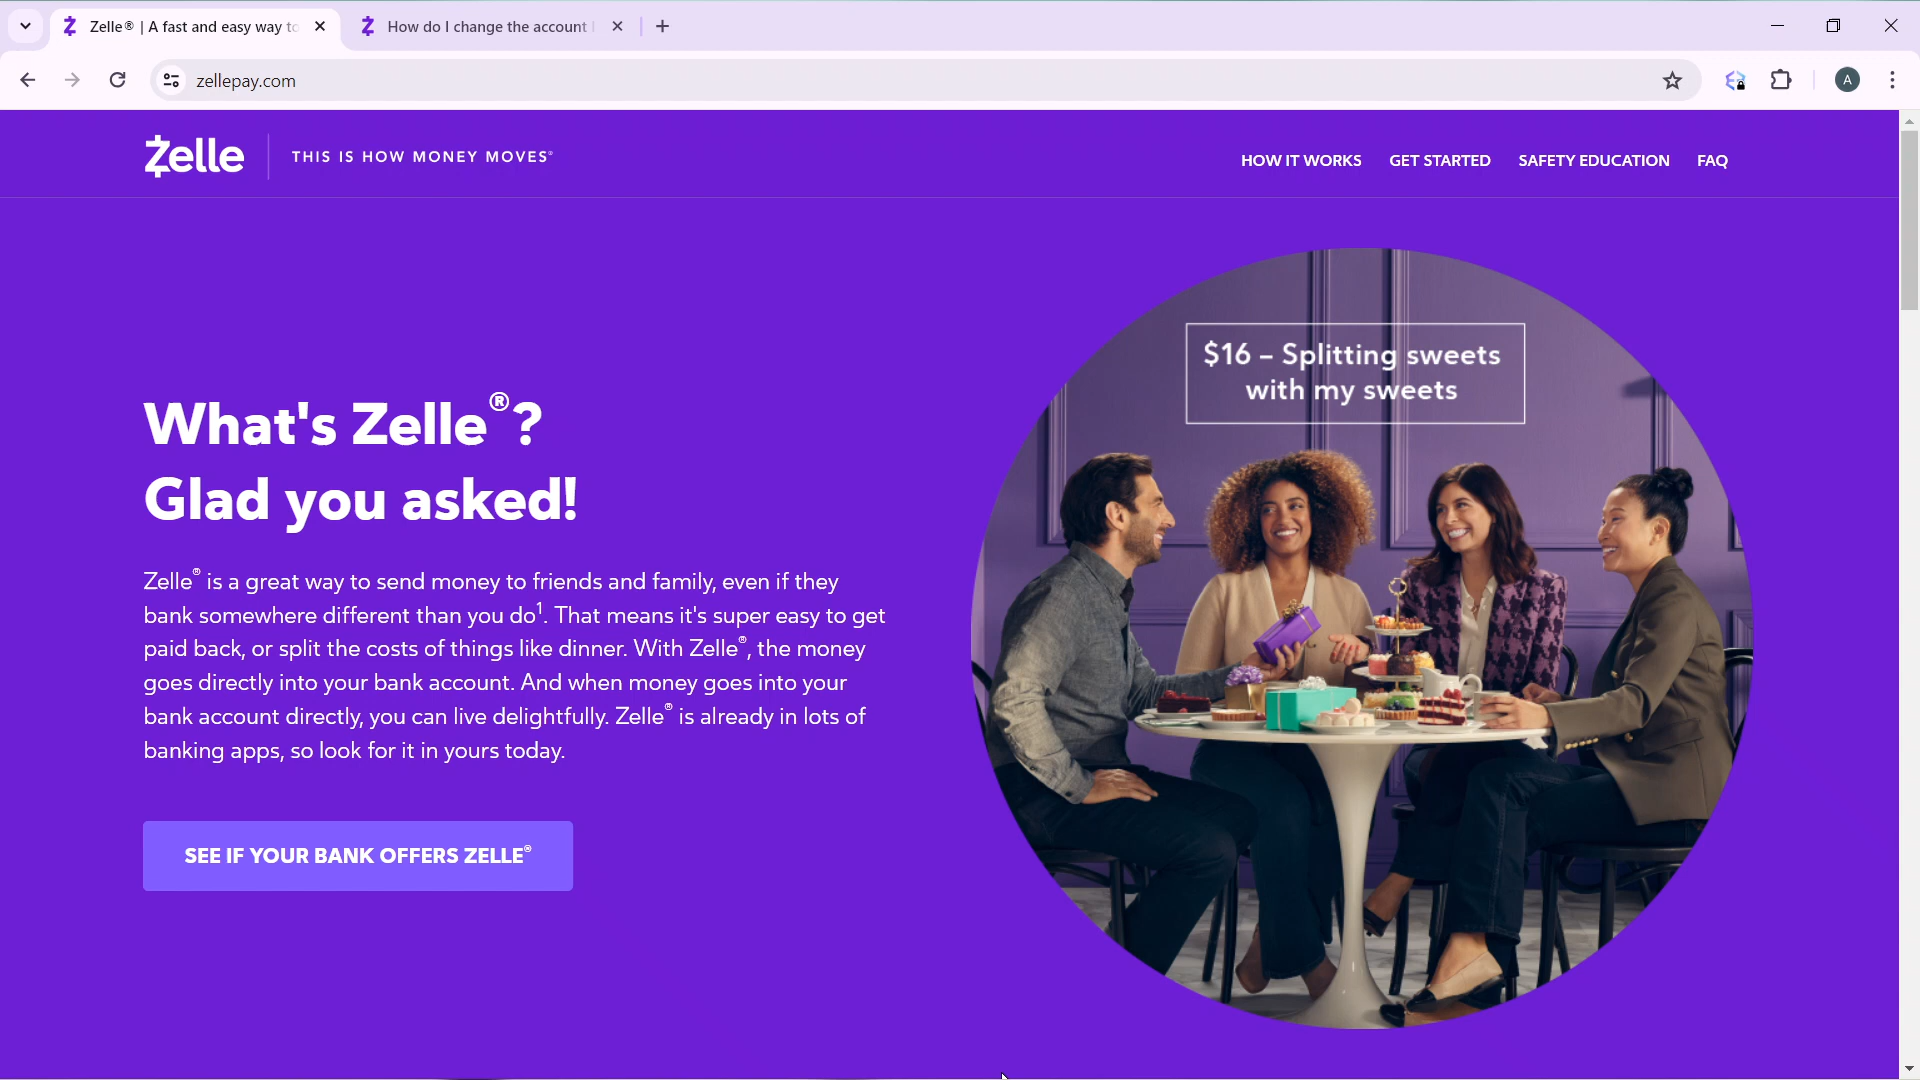 Zelle® | A fast and easy way to
How do I change the account
zellepay.com
A
Zelle
THIS IS HOW MONEY MOVES®
HOW IT WORKS
GET STARTED
SAFETY EDUCATION
FAQ
$16 – Splitting sweets
with my sweets
What's Zelle®?
Glad you asked!
Zelle® is a great way to send money to friends and family, even if they
bank somewhere different than you do1. That means it's super easy to get
paid back, or split the costs of things like dinner. With Zelle®, the money
goes directly into your bank account. And when money goes into your
bank account directly, you can live delightfully. Zelle® is already in lots of
banking apps, so look for it in yours today.
SEE IF YOUR BANK OFFERS ZELLE®